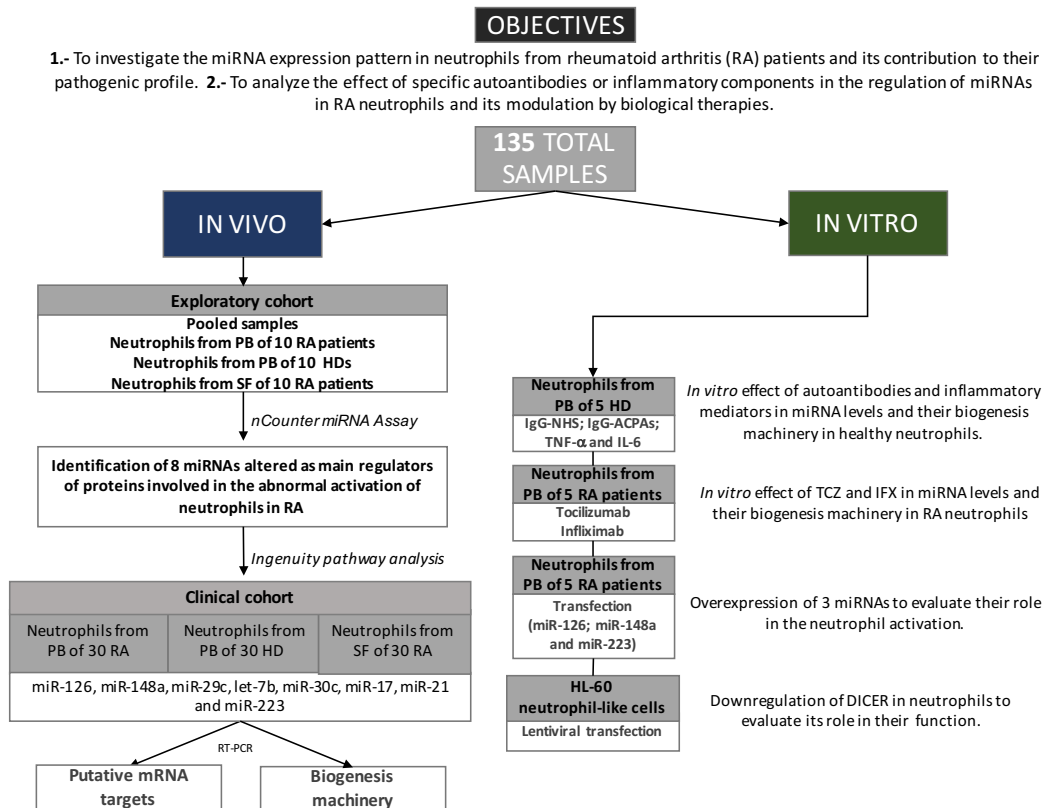 OBJECTIVES
1.- To investigate the miRNA expression pattern in neutrophils from rheumatoid arthritis (RA) patients and its contribution to their
pathogenic profile. 2.- To analyze the effect of specific autoantibodies or inflammatory components in the regulation of miRNAs
in RA neutrophils and its modulation by biological therapies.
135 TOTAL
SAMPLES
IN VIVO
Exploratory cohort
Pooled samples
Neutrophils from PB of 10 RA patients
Neutrophils from PB of 10 HDs
Neutrophils from SF of 10 RA patients
nCounter miRNA Assay
Identification of 8 miRNAs altered as main regulators
of proteins involved in the abnormal activation of
neutrophils in RA
Ingenuity pathway analysis
Clinical cohort
Neutrophils from
PB of 30 RA
Neutrophils from
PB of 30 HD
Neutrophils from
SF of 30 RA
miR-126, miR-148a, miR-29c, let-7b, miR-30c, miR-17, miR-21
and miR-223
RT-PCR
Putative mRNA
targets
Biogenesis
machinery
IN VITRO
Neutrophils from
PB of 5 HD
IgG-NHS; IgG-ACPAs;
TNF-α and IL-6
In vitro effect of autoantibodies and inflammatory
mediators in miRNA levels and their biogenesis
machinery in healthy neutrophils.
Neutrophils from
PB of 5 RA patients
Tocilizumab
Infliximab
In vitro effect of TCZ and IFX in miRNA levels and
their biogenesis machinery in RA neutrophils
Neutrophils from
PB of 5 RA patients
Transfection
(miR-126; miR-148a
and miR-223)
Overexpression of 3 miRNAs to evaluate their role
in the neutrophil activation.
HL-60
neutrophil-like cells
Lentiviral transfection
Downregulation of DICER in neutrophils to
evaluate its role in their function.